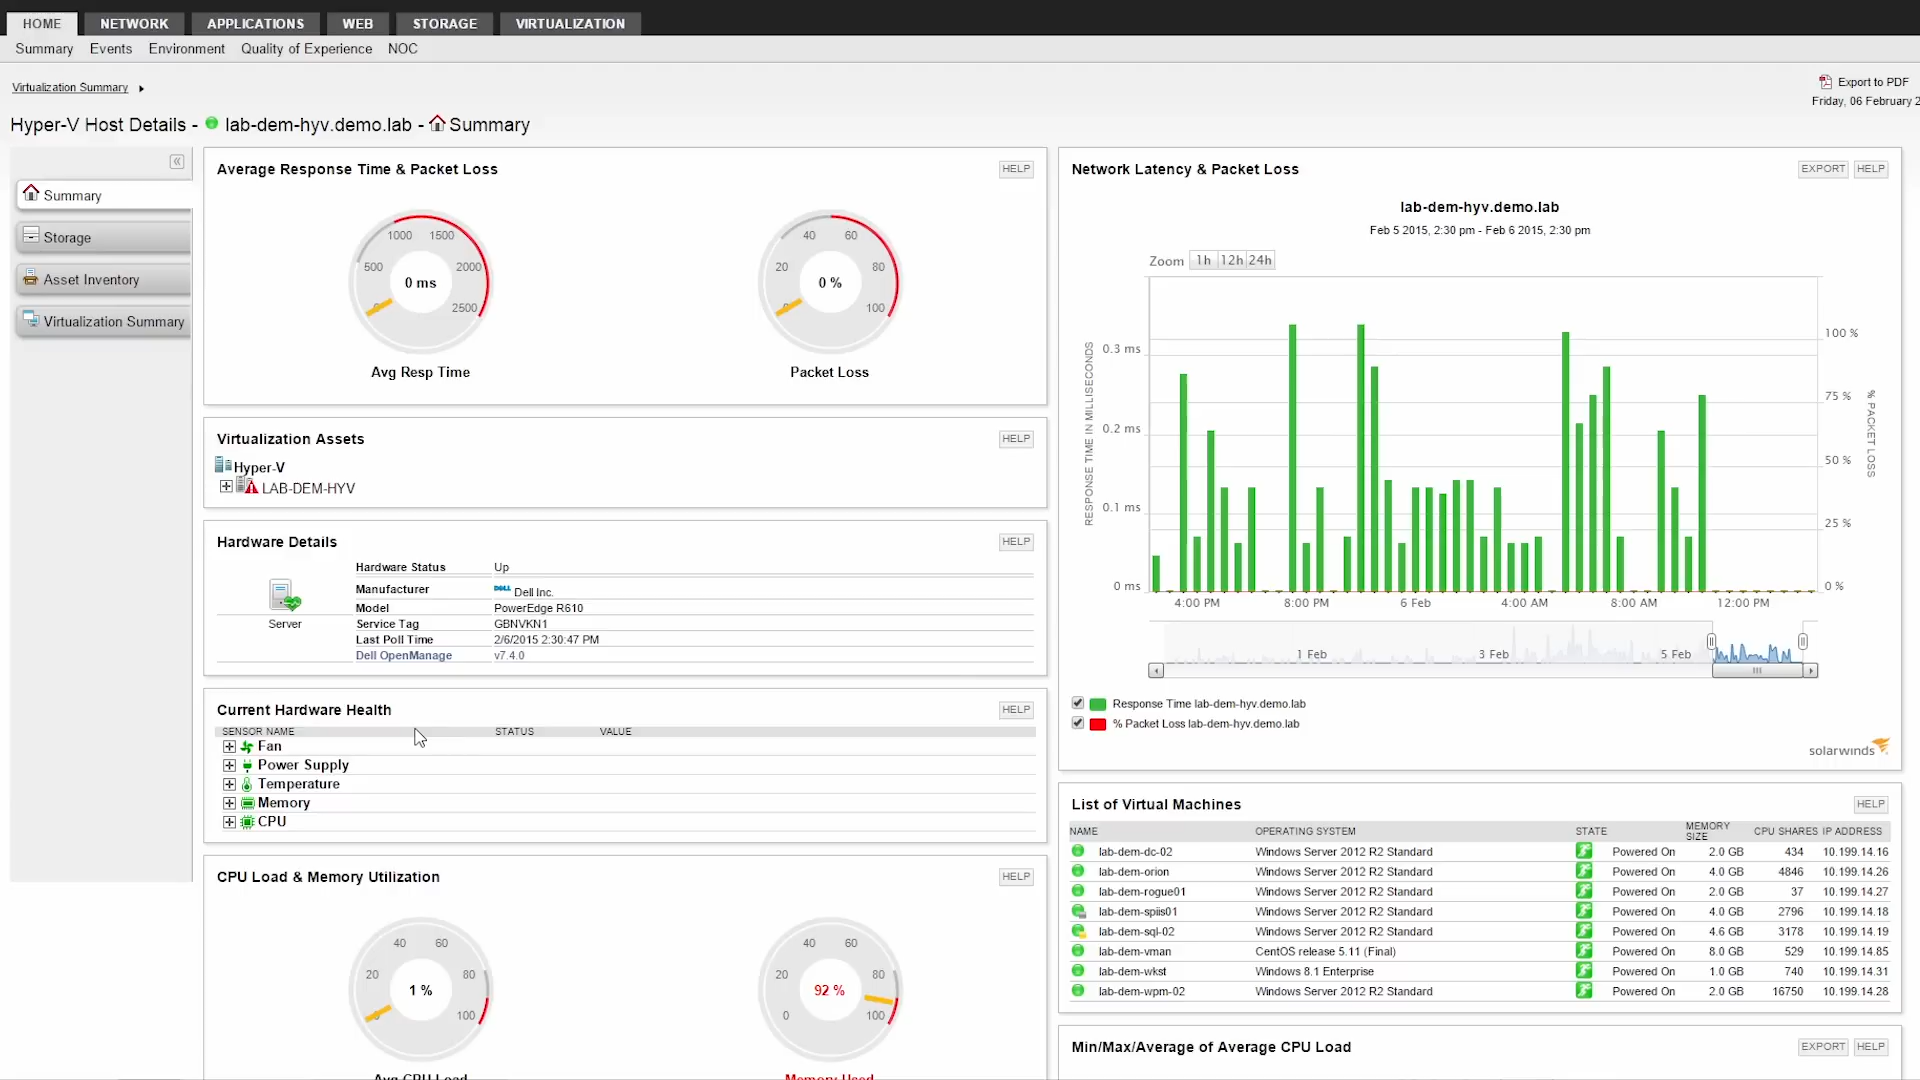 HOME NETWORK APPLICATIONS WEB STORAGE VIRTUALIZATION
Summary Events Environment Quality of Experience NOC
Virtualization Summary
Export to PDF
Friday, 06 February 2
Hyper-V Host Details - lab-dem-hyv.demo.lab - Summary
Summary
Storage
Asset Inventory
Virtualization Summary
Average Response Time & Packet Loss HELP
0 500 1000 1500 2000 2500
0 ms
Avg Resp Time
0 20 40 60 80 100
0 %
Packet Loss
Virtualization Assets HELP
Hyper-V
LAB-DEM-HYV
Hardware Details HELP
Server
Hardware Status Up
Manufacturer DELL Dell Inc.
Model PowerEdge R610
Service Tag GBNVKN1
Last Poll Time 2/6/2015 2:30:47 PM
Dell OpenManage v7.4.0
Current Hardware Health HELP
SENSOR NAME STATUS VALUE
Fan
Power Supply
Temperature
Memory
CPU
CPU Load & Memory Utilization HELP
20 40 60 80 100
1 %
Avg CPU Load
0 20 40 60 80 100
92 %
Memory Used
Network Latency & Packet Loss EXPORT HELP
lab-dem-hyv.demo.lab
Feb 5 2015, 2:30 pm - Feb 6 2015, 2:30 pm
Zoom 1h 12h 24h
RESPONSE TIME IN MILLISECONDS
0.3 ms
0.2 ms
0.1 ms
0 ms
100 %
75 %
50 %
25 %
0 %
% PACKET LOSS
4:00 PM 8:00 PM 6 Feb 4:00 AM 8:00 AM 12:00 PM
1 Feb 3 Feb 5 Feb
Response Time lab-dem-hyv.demo.lab
% Packet Loss lab-dem-hyv.demo.lab
solarwinds
List of Virtual Machines HELP
NAME OPERATING SYSTEM STATE MEMORY SIZE CPU SHARES IP ADDRESS
lab-dem-dc-02 Windows Server 2012 R2 Standard Powered On 2.0 GB 434 10.199.14.16
lab-dem-orion Windows Server 2012 R2 Standard Powered On 4.0 GB 4846 10.199.14.26
lab-dem-rogue01 Windows Server 2012 R2 Standard Powered On 2.0 GB 37 10.199.14.27
lab-dem-spiis01 Windows Server 2012 R2 Standard Powered On 4.0 GB 2796 10.199.14.18
lab-dem-sql-02 Windows Server 2012 R2 Standard Powered On 4.6 GB 3178 10.199.14.19
lab-dem-vman CentOS release 5.11 (Final) Powered On 8.0 GB 529 10.199.14.85
lab-dem-wkst Windows 8.1 Enterprise Powered On 1.0 GB 740 10.199.14.31
lab-dem-wpm-02 Windows Server 2012 R2 Standard Powered On 2.0 GB 16750 10.199.14.28
Min/Max/Average of Average CPU Load EXPORT HELP